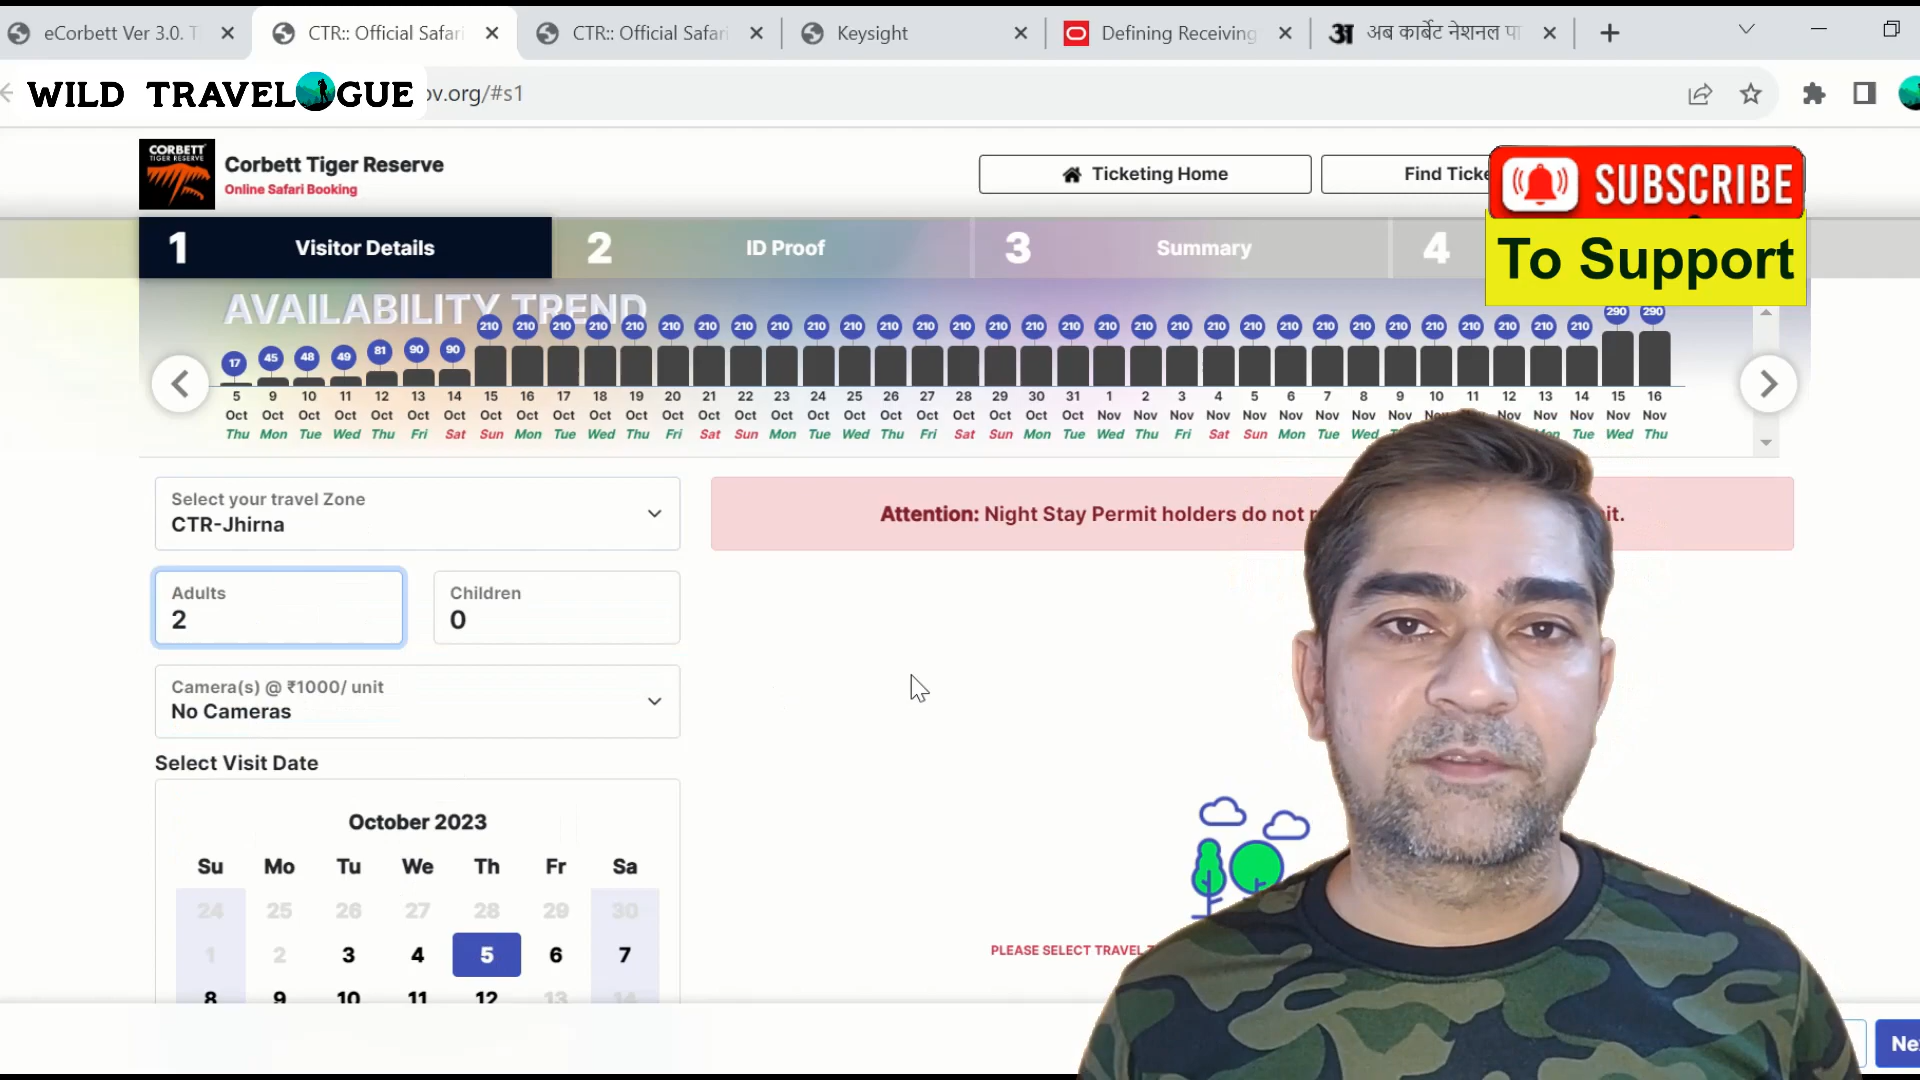 eCorbett Ver 3.0.
CTR:: Official Safari
CTR:: Official Safari
Keysight
Defining Receiving
अब कार्बेट नेशनल पा
WILD TRAVELOGUE
ov.org/#s1
CORBETT
TIGER RESERVE
Corbett Tiger Reserve
Online Safari Booking
Ticketing Home
Find Ticke
SUBSCRIBE
To Support
1 Visitor Details
2 ID Proof
3 Summary
4
AVAILABILITY TREND
17 45 48 49 81 90 90 210 210 210 210 210 210 210 210 210 210 210 210 210 210 210 210 210 210 210 210 210 210 210 210 210 210 210 210 210 210 210 290 290
5 9 10 11 12 13 14 15 16 17 18 19 20 21 22 23 24 25 26 27 28 29 30 31 1 2 3 4 5 6 7 8 9 10 11 12 13 14 15 16
Oct Oct Oct Oct Oct Oct Oct Oct Oct Oct Oct Oct Oct Oct Oct Oct Oct Oct Oct Oct Oct Oct Oct Oct Nov Nov Nov Nov Nov Nov Nov Nov Nov Nov Nov Nov Nov Nov Nov Nov
Thu Mon Tue Wed Thu Fri Sat Sun Mon Tue Wed Thu Fri Sat Sun Mon Tue Wed Thu Fri Sat Sun Mon Tue Wed Thu Fri Sat Sun Mon Tue Wed Tue Wed Thu
Select your travel Zone
CTR-Jhirna
Attention: Night Stay Permit holders do not
it.
Adults
2
Children
0
Camera(s) @ ₹1000/ unit
No Cameras
Select Visit Date
October 2023
Su Mo Tu We Th Fr Sa
24 25 26 27 28 29 30
1 2 3 4 5 6 7
8 9 10 11 12 13 14
PLEASE SELECT TRAVEL
Ne